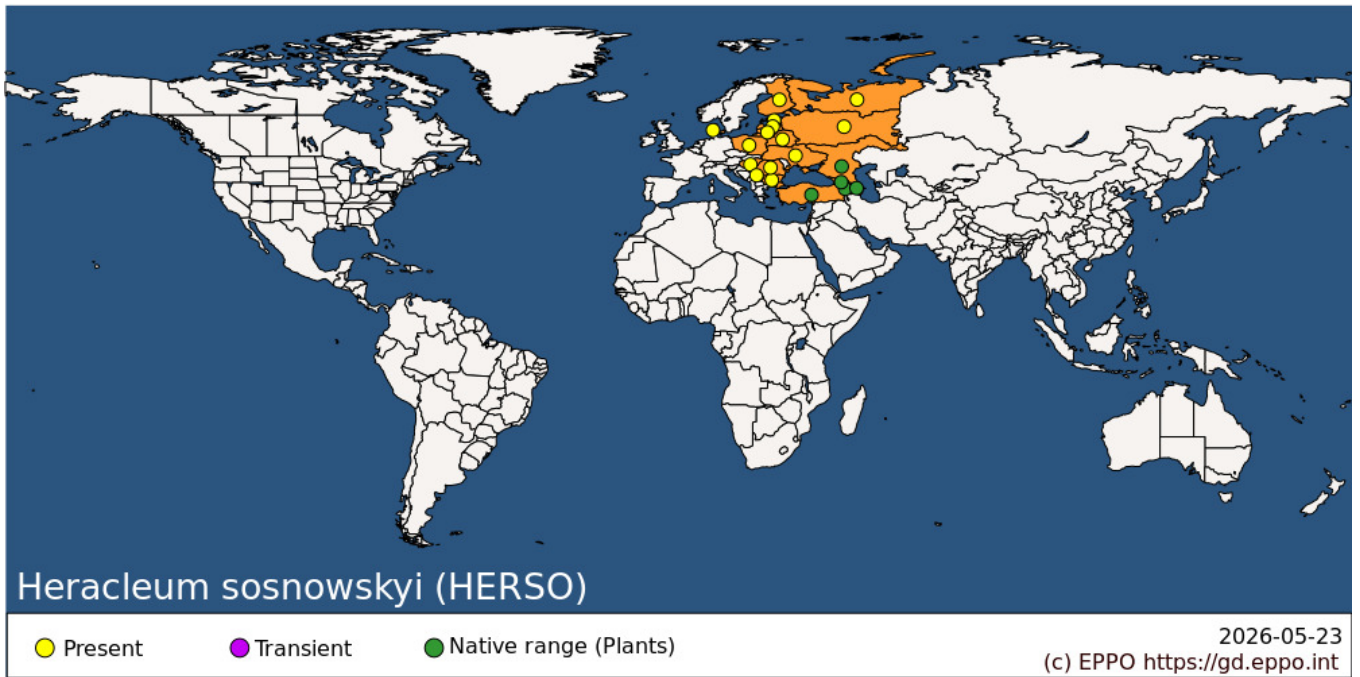 Heracleum sosnowskyi (HERSO)
Present
Transient
Native range (Plants)
2026-05-23
(c) EPPO https://gd.eppo.int